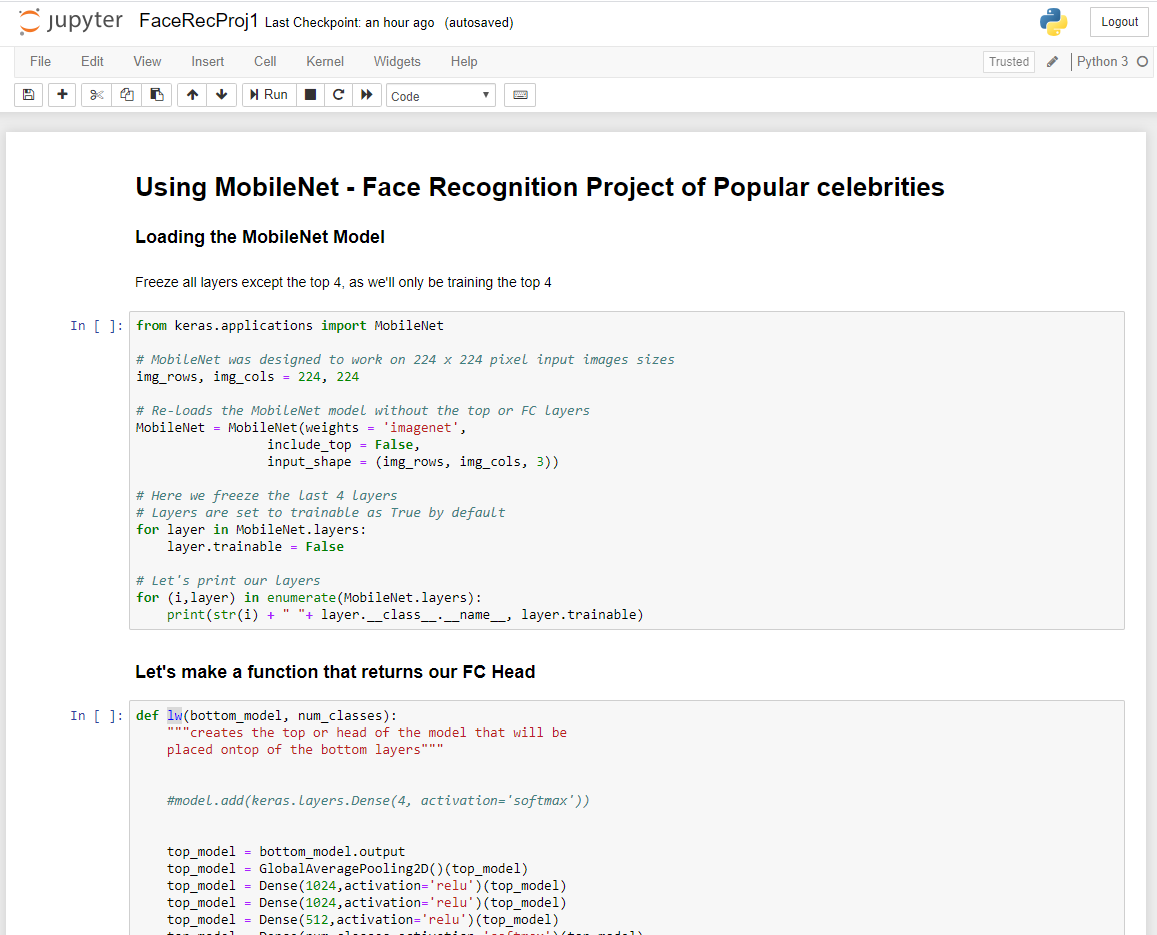 jupyter FaceRecProj1 Last Checkpoint: an hour ago (autosaved)
Logout
File Edit View Insert Cell Kernel Widgets Help
Trusted
Python 3
Run
Code
Using MobileNet - Face Recognition Project of Popular celebrities
Loading the MobileNet Model
Freeze all layers except the top 4, as we'll only be training the top 4
In [ ]:
from keras.applications import MobileNet
# MobileNet was designed to work on 224 x 224 pixel input images sizes
img_rows, img_cols = 224, 224
# Re-loads the MobileNet model without the top or FC layers
MobileNet = MobileNet(weights = 'imagenet',
include_top = False,
input_shape = (img_rows, img_cols, 3))
# Here we freeze the last 4 layers
# Layers are set to trainable as True by default
for layer in MobileNet.layers:
layer.trainable = False
# Let's print our layers
for (i,layer) in enumerate(MobileNet.layers):
print(str(i) + " "+ layer.__class__.__name__, layer.trainable)
Let's make a function that returns our FC Head
In [ ]:
def lw(bottom_model, num_classes):
"""creates the top or head of the model that will be
placed ontop of the bottom layers"""
#model.add(keras.layers.Dense(4, activation='softmax'))
top_model = bottom_model.output
top_model = GlobalAveragePooling2D()(top_model)
top_model = Dense(1024,activation='relu')(top_model)
top_model = Dense(1024,activation='relu')(top_model)
top_model = Dense(512,activation='relu')(top_model)